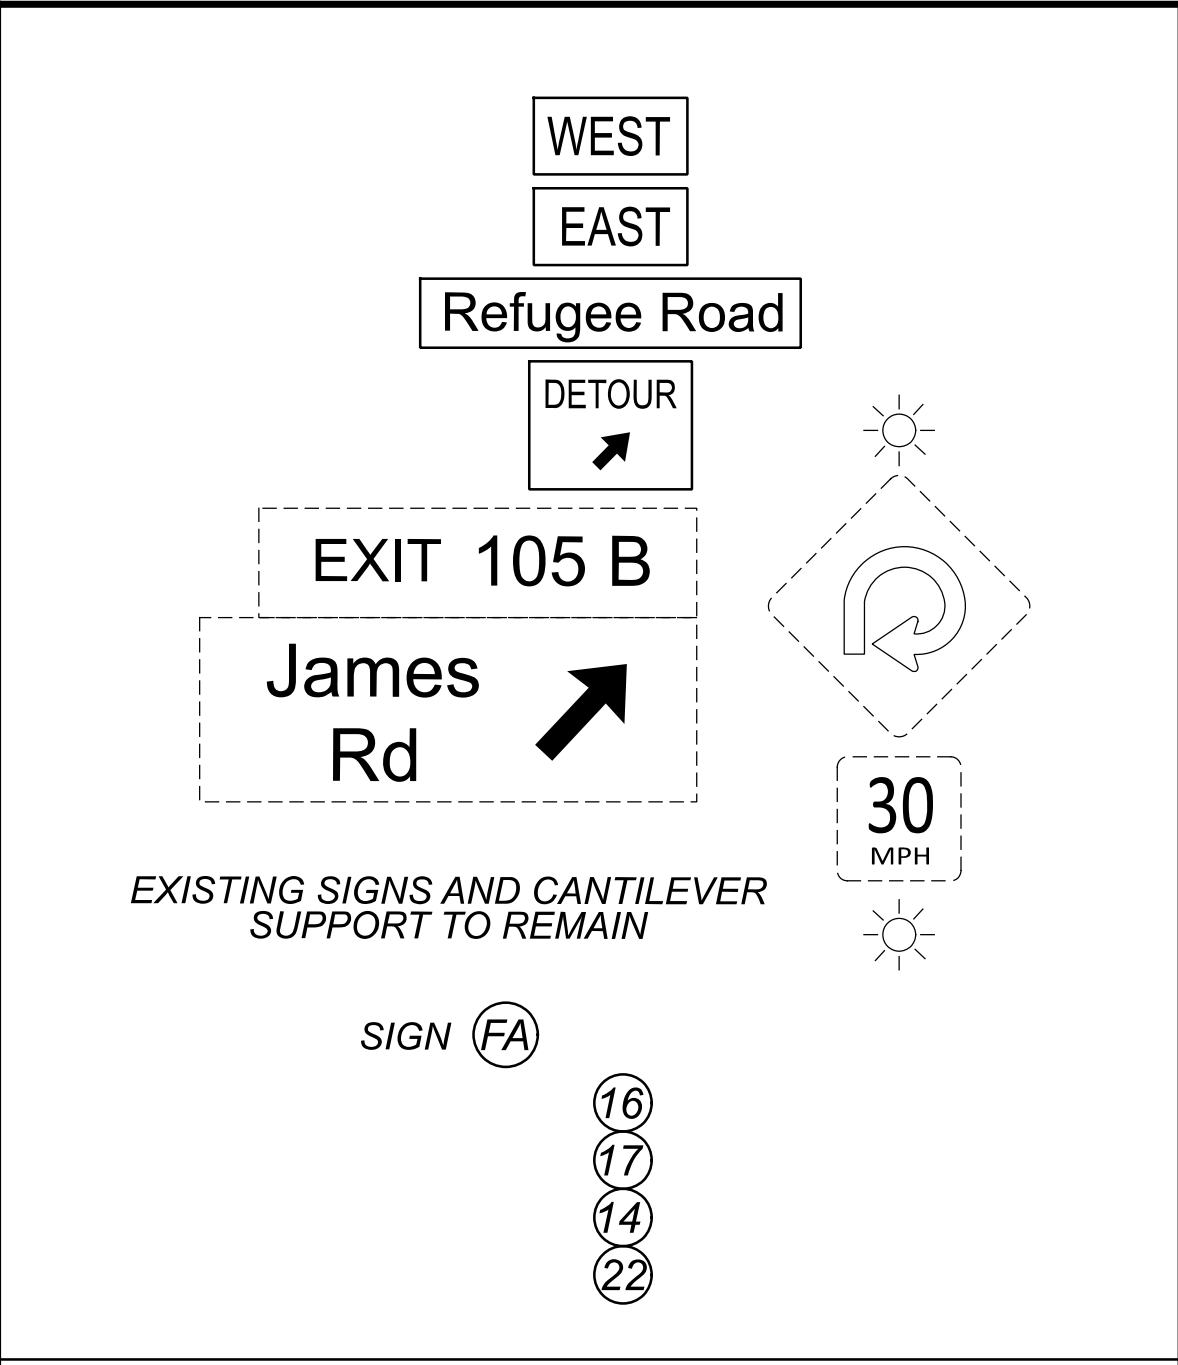 WEST
EAST
Refugee Road
DETOUR
EXIT 105 B
James
Rd
30
MPH
EXISTING SIGNS AND CANTILEVER
SUPPORT TO REMAIN
SIGN FA
16
17
14
22